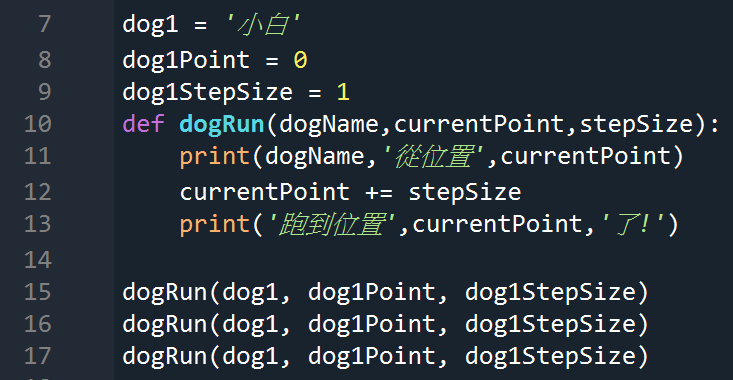 7 dog1 = '小白'
8 dog1Point = 0
9 dog1StepSize = 1
10 def dogRun(dogName,currentPoint,stepSize):
11     print(dogName,'從位置',currentPoint)
12     currentPoint += stepSize
13     print('跑到位置',currentPoint,'了!')
14
15 dogRun(dog1, dog1Point, dog1StepSize)
16 dogRun(dog1, dog1Point, dog1StepSize)
17 dogRun(dog1, dog1Point, dog1StepSize)